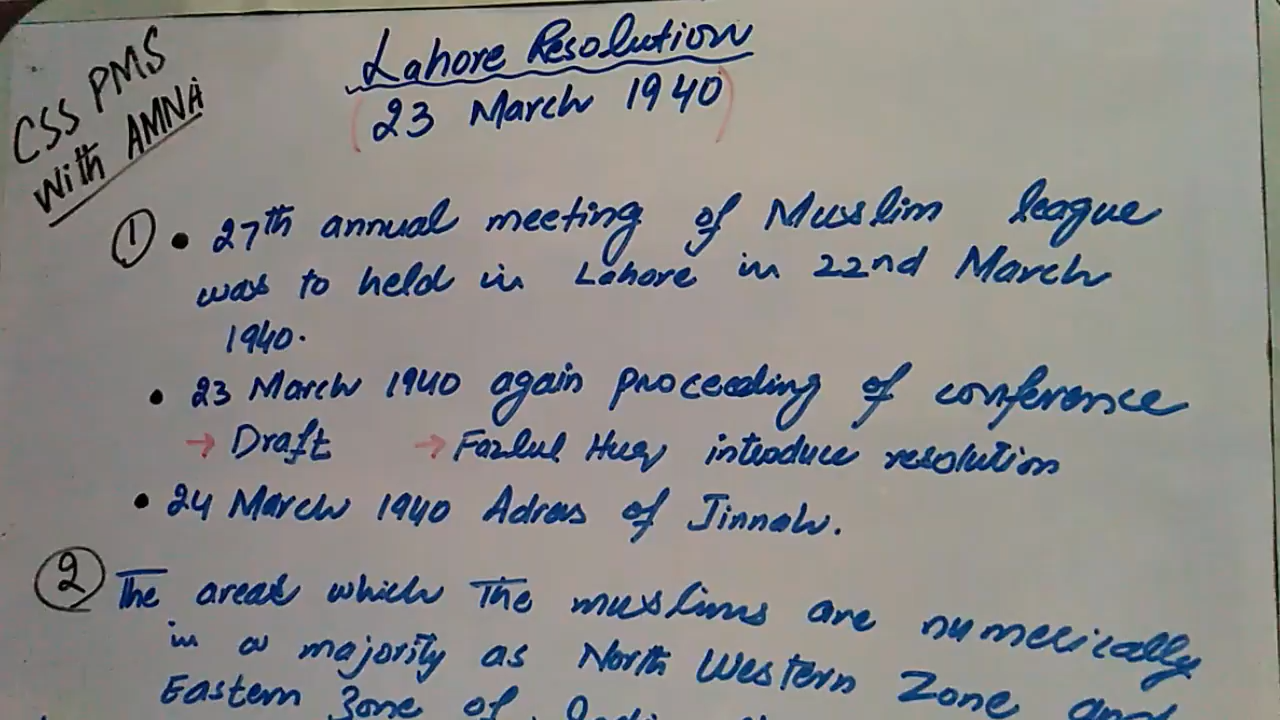 CSS PMS
With AMNA
Lahore Resolution
(23 March 1940)
① • 27th annual meeting of Muslim league
was to held in Lahore in 22nd March
1940.
• 23 March 1940 again proceeding of conference
→ Draft → Fazlul Huq introduce resolution
• 24 March 1940 Adras of Jinnah.
② The areas which The muslims are numerically
in a majority as North Western Zone and
Eastern Zone of